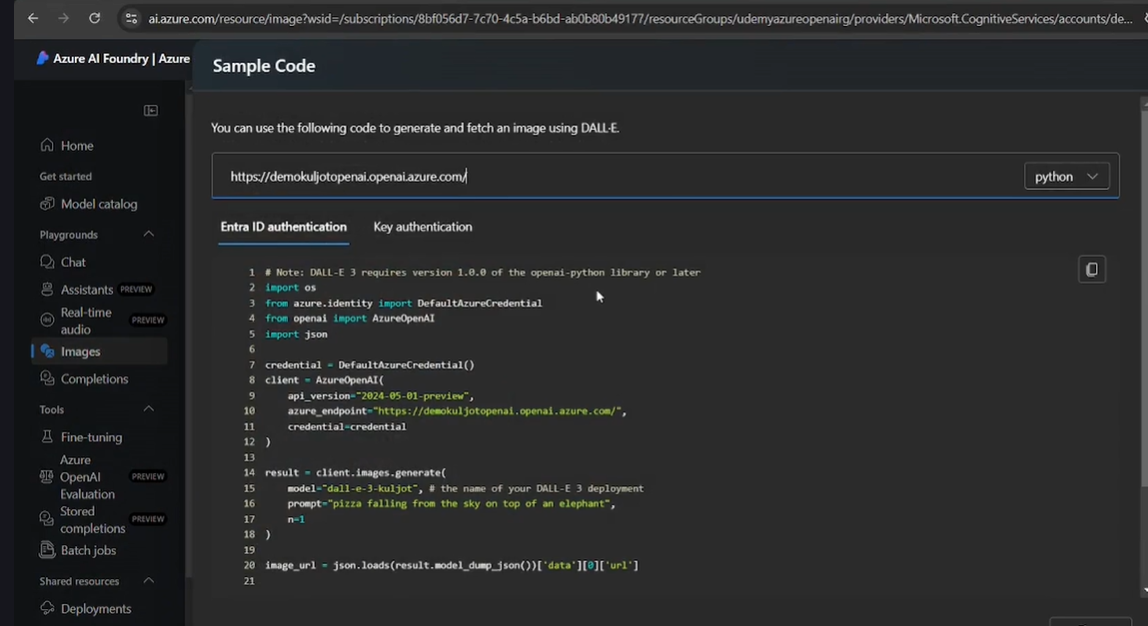 ai.azure.com/resource/image?wsid=/subscriptions/8bf056d7-7c70-4c5a-b6bd-ab0b80b49177/resourceGroups/udemyazureopenairg/providers/Microsoft.CognitiveServices/accounts/de...
Azure AI Foundry | Azure
Home
Get started
Model catalog
Playgrounds
Chat
Assistants PREVIEW
Real-time audio PREVIEW
Images
Completions
Tools
Fine-tuning
Azure OpenAI Evaluation PREVIEW
Stored completions PREVIEW
Batch jobs
Shared resources
Deployments
Sample Code
You can use the following code to generate and fetch an image using DALL·E.
https://demokuljotopenai.openai.azure.com/
python
Entra ID authentication Key authentication
1 # Note: DALL-E 3 requires version 1.0.0 of the openai-python library or later
2 import os
3 from azure.identity import DefaultAzureCredential
4 from openai import AzureOpenAI
5 import json
6
7 credential = DefaultAzureCredential()
8 client = AzureOpenAI(
9 api_version="2024-05-01-preview",
10 azure_endpoint="https://demokuljotopenai.openai.azure.com/",
11 credential=credential
12 )
13
14 result = client.images.generate(
15 model="dall-e-3-kuljot", # the name of your DALL-E 3 deployment
16 prompt="pizza falling from the sky on top of an elephant",
17 n=1
18 )
19
20 image_url = json.loads(result.model_dump_json())['data'][0]['url']
21